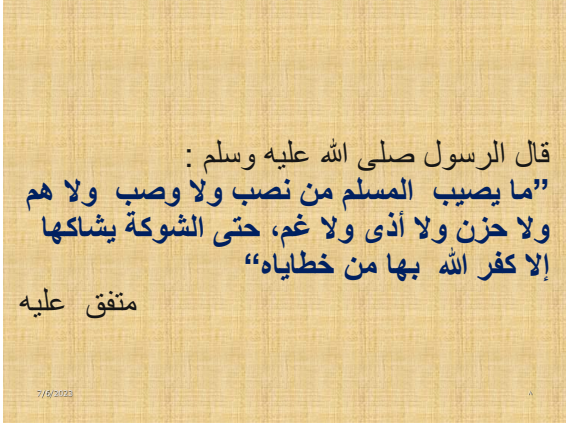 قال الرسول صلى الله عليه وسلم :
”ما يصيب المسلم من نصب ولا وصب ولا هم
ولا حزن ولا أذى ولا غم، حتى الشوكة يشاكها
إلا كفر الله بها من خطاياه“
متفق عليه
7/6/2023
٨